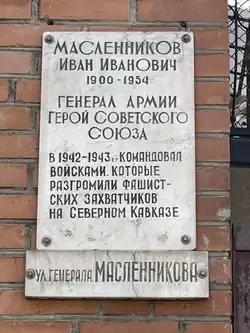 МАСЛЕННИКОВ
ИВАН ИВАНОВИЧ
1900-1954
ГЕНЕРАЛ АРМИИ
ГЕРОЙ СОВЕТСКОГО
СОЮЗА
В 1942-1943 гг. КОМАНДОВАЛ
ВОЙСКАМИ, КОТОРЫЕ
РАЗГРОМИЛИ ФАШИСТ-
СКИХ ЗАХВАТЧИКОВ
НА СЕВЕРНОМ КАВКАЗЕ
УЛ. ГЕНЕРАЛА МАСЛЕННИКОВА